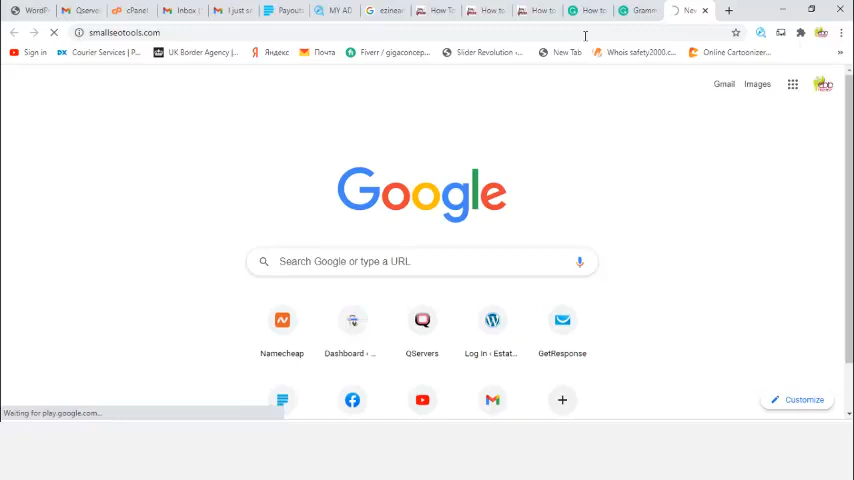 WordPr Qserve cPanel Inbox ( I just se Payouts MY AD ezinear How To How to How to How to Gramm New
smallseotools.com
Sign in DX Courier Services | P... UK Border Agency |... Яндекс Почта Fiverr / gigaconcep... Slider Revolution ‹... New Tab Whois safety2000.c... Online Cartoonizer...
Gmail Images
Google
Search Google or type a URL
Namecheap Dashboard ‹ ... QServers Log In ‹ Estat... GetResponse
Customize
Waiting for play.google.com...